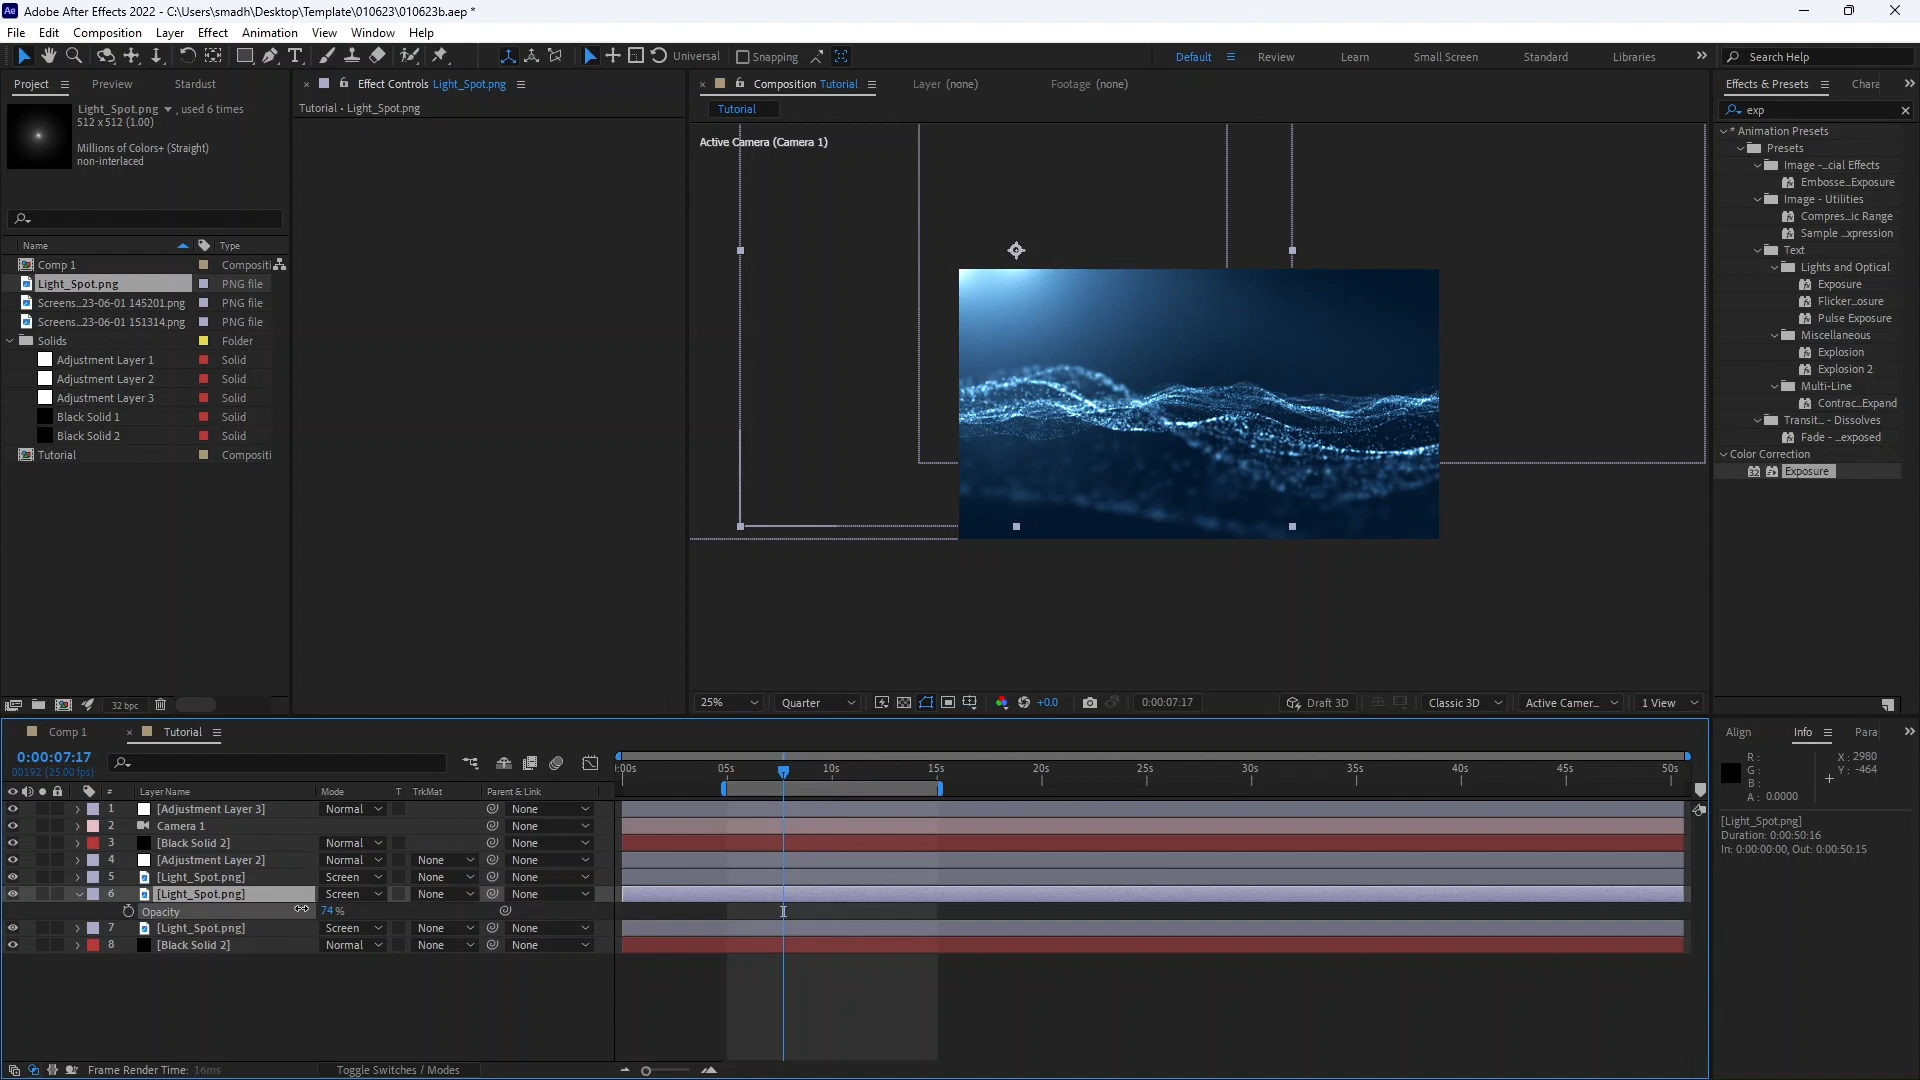 Adobe After Effects 2022 - C:\Users\smadh\Desktop\Template\010623\010623b.aep *
File Edit Composition Layer Effect Animation View Window Help
Universal Snapping Default Review Learn Small Screen Standard Libraries Search Help
Project Preview Stardust
Light_Spot.png , used 6 times
512 x 512 (1.00)
Millions of Colors+ (Straight)
non-interlaced
Name Type
Comp 1 Compositi
Light_Spot.png PNG file
Screens...23-06-01 145201.png PNG file
Screens...23-06-01 151314.png PNG file
Solids Folder
Adjustment Layer 1 Solid
Adjustment Layer 2 Solid
Adjustment Layer 3 Solid
Black Solid 1 Solid
Black Solid 2 Solid
Tutorial Compositi
32 bpc
Effect Controls Light_Spot.png
Tutorial • Light_Spot.png
Composition Tutorial Layer (none) Footage (none)
Tutorial
Active Camera (Camera 1)
25% Quarter +0.0 0:00:07:17 Draft 3D Classic 3D Active Camer... 1 View
Effects & Presets Chara
exp
* Animation Presets
Presets
Image -...cial Effects
Embosse...Exposure
Image - Utilities
Compres...ic Range
Sample ...xpression
Text
Lights and Optical
Exposure
Flicker...osure
Pulse Exposure
Miscellaneous
Explosion
Explosion 2
Multi-Line
Contrac...Expand
Transit... - Dissolves
Fade - ...exposed
Color Correction
32 Exposure
Comp 1 Tutorial
0:00:07:17
00192 (25.00 fps)
:00s 05s 10s 15s 20s 25s 30s 35s 40s 45s 50s
# Layer Name Mode T TrkMat Parent & Link
1 [Adjustment Layer 3] Normal None
2 Camera 1 None
3 [Black Solid 2] Normal None
4 [Adjustment Layer 2] Normal None None
5 [Light_Spot.png] Screen None None
6 [Light_Spot.png] Screen None None
Opacity 74 %
7 [Light_Spot.png] Screen None None
8 [Black Solid 2] Normal None None
Frame Render Time: 16ms Toggle Switches / Modes
Align Info Para
R : X : 2980
G : Y : -464
B :
A : 0.0000
[Light_Spot.png]
Duration: 0:00:50:16
In: 0:00:00:00, Out: 0:00:50:15